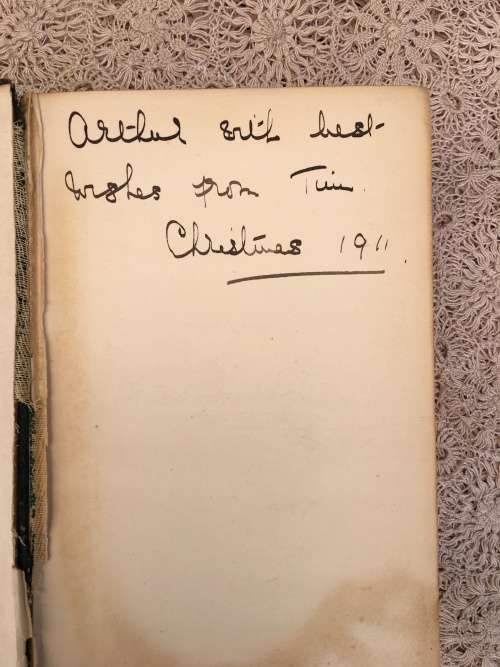 Arthur with best
wishes from Tim.
Christmas 1911.